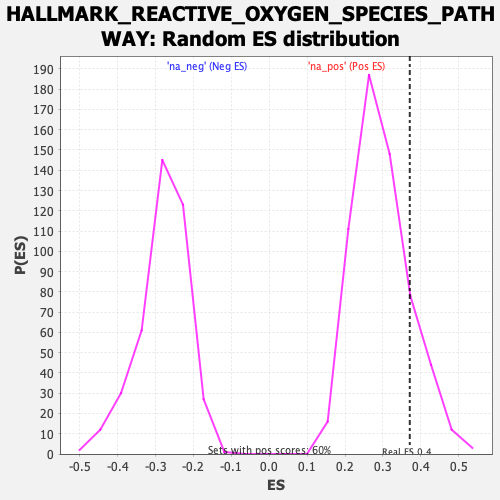 HALLMARK_REACTIVE_OXYGEN_SPECIES_PATH
WAY: Random ES distribution
'na_neg' (Neg ES) 'na_pos' (Pos ES)
190
180
170
160
150
140
130
120
110
100
90
80
70
60
50
40
30
20
10
0
P(ES)
Sets with pos scores: 60% Real ES 0.4
-0.5 -0.4 -0.3 -0.2 -0.1 0.0 0.1 0.2 0.3 0.4 0.5
ES